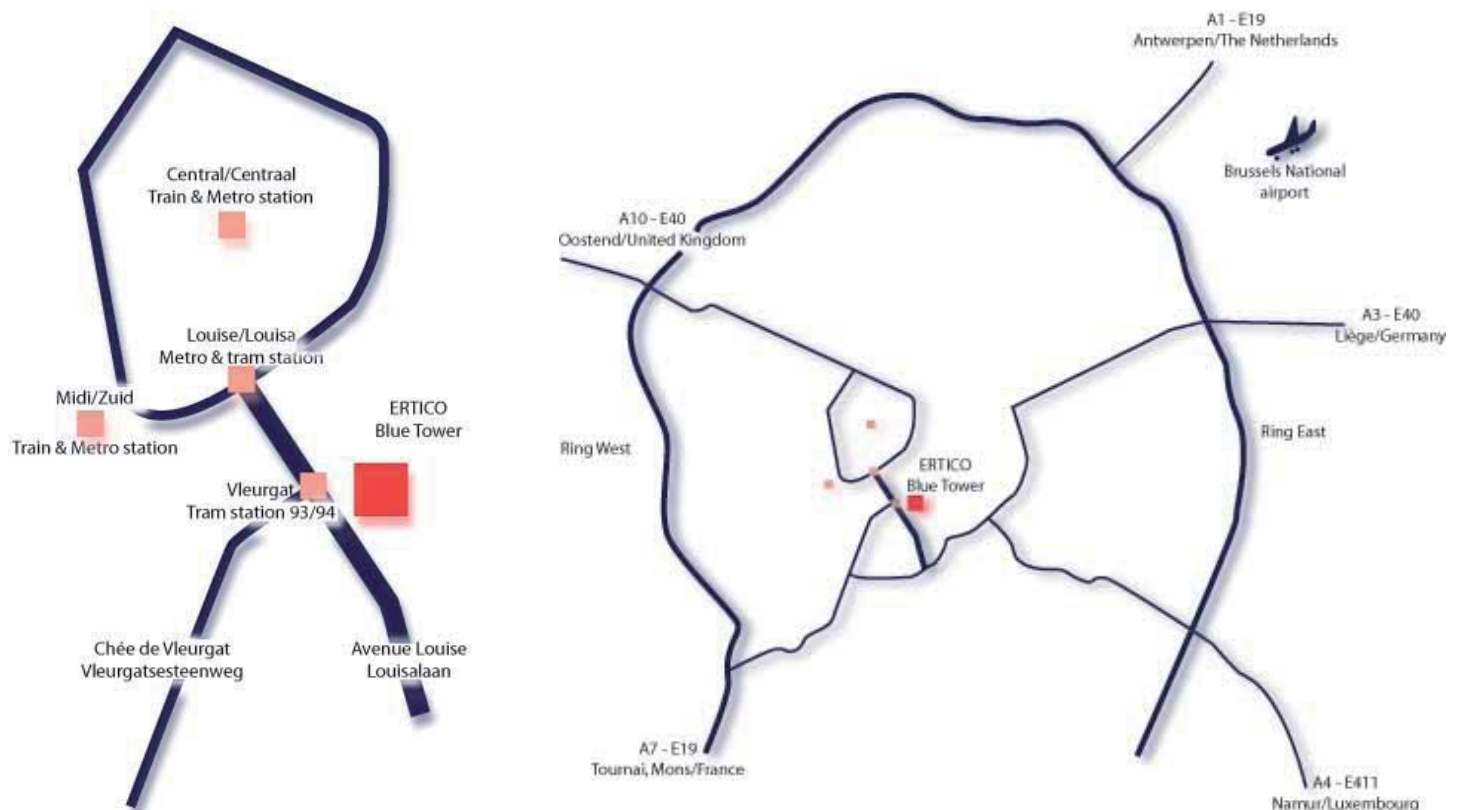 Central/Centraal
Train & Metro station
Louise/Louisa
Metro & tram station
Midi/Zuid
Train & Metro station
ERTICO
Blue Tower
Vleurgat
Tram station 93/94
Chée de Vleurgat
Vleurgatsesteenweg
Avenue Louise
Louisalaan
A1 - E19
Antwerpen/The Netherlands
Brussels National
airport
A10 - E40
Oostend/United Kingdom
A3 - E40
Liège/Germany
Ring West
Ring East
ERTICO
Blue Tower
A7 - E19
Tournai, Mons/France
A4 - E411
Namur/Luxembourg